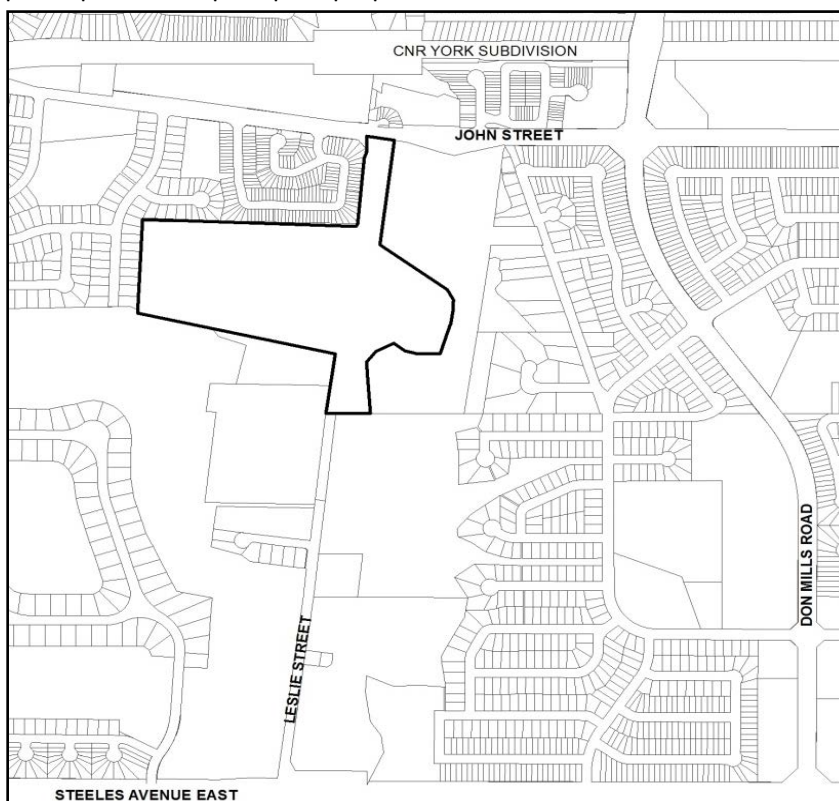 CNR YORK SUBDIVISION
JOHN STREET
DON MILLS ROAD
LESLIE STREET
STEELES AVENUE EAST